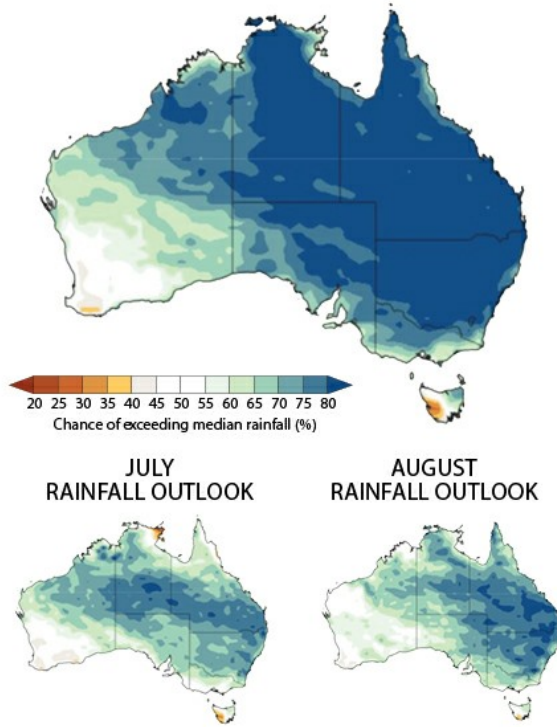 20 25 30 35 40 45 50 55 60 65 70 75 80
Chance of exceeding median rainfall (%)
JULY
RAINFALL OUTLOOK
AUGUST
RAINFALL OUTLOOK